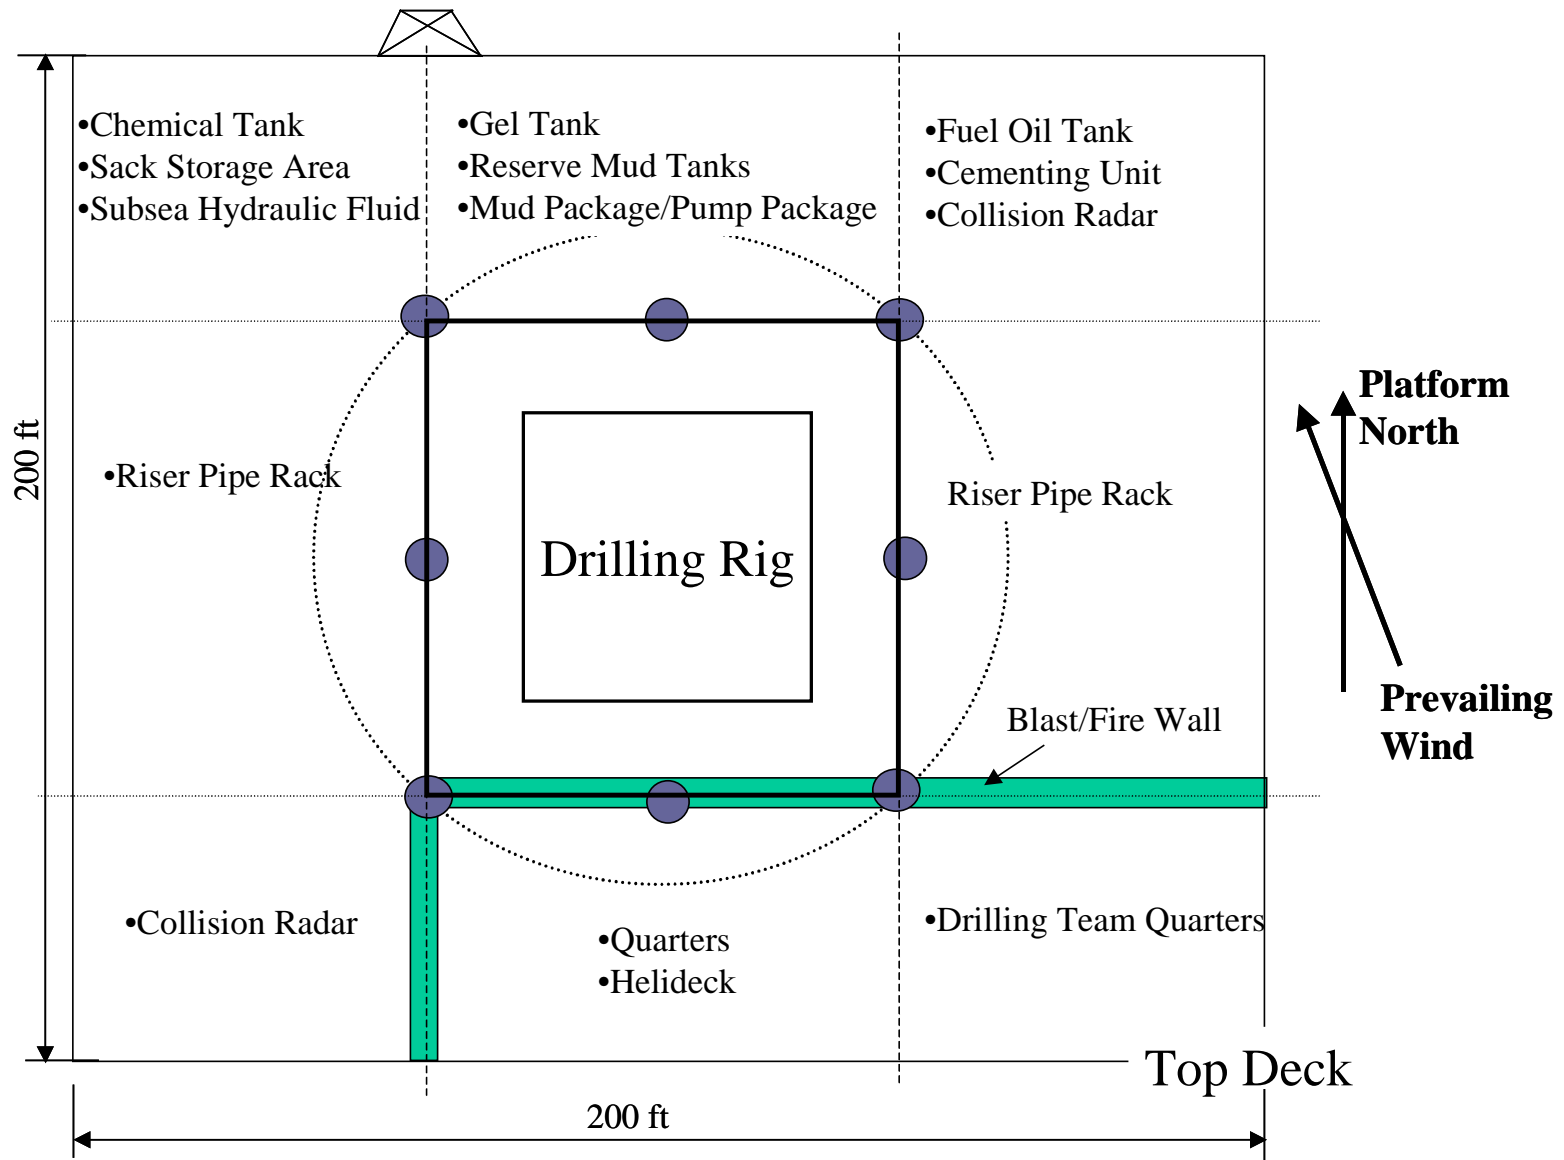 •Chemical Tank
•Sack Storage Area
•Subsea Hydraulic Fluid
•Gel Tank
•Reserve Mud Tanks
•Mud Package/Pump Package
•Fuel Oil Tank
•Cementing Unit
•Collision Radar
200 ft
•Riser Pipe Rack
Drilling Rig
Riser Pipe Rack
Platform
North
Prevailing
Wind
Blast/Fire Wall
•Collision Radar
•Quarters
•Helideck
•Drilling Team Quarters
Top Deck
200 ft